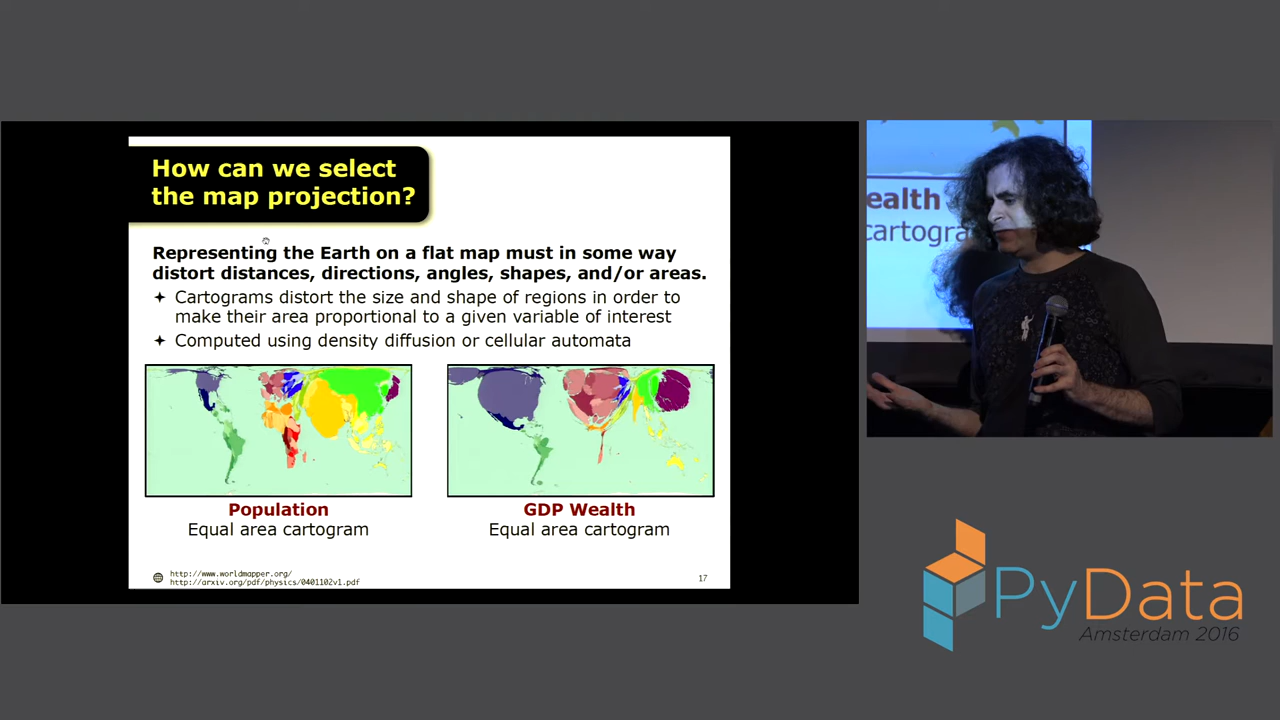 How can we select
the map projection?
Representing the Earth on a flat map must in some way
distort distances, directions, angles, shapes, and/or areas.
Cartograms distort the size and shape of regions in order to
make their area proportional to a given variable of interest
Computed using density diffusion or cellular automata
Population
Equal area cartogram
GDP Wealth
Equal area cartogram
http://www.worldmapper.org/
http://arxiv.org/pdf/physics/0401102v1.pdf
17
ealth
cartogra
PyData
Amsterdam 2016